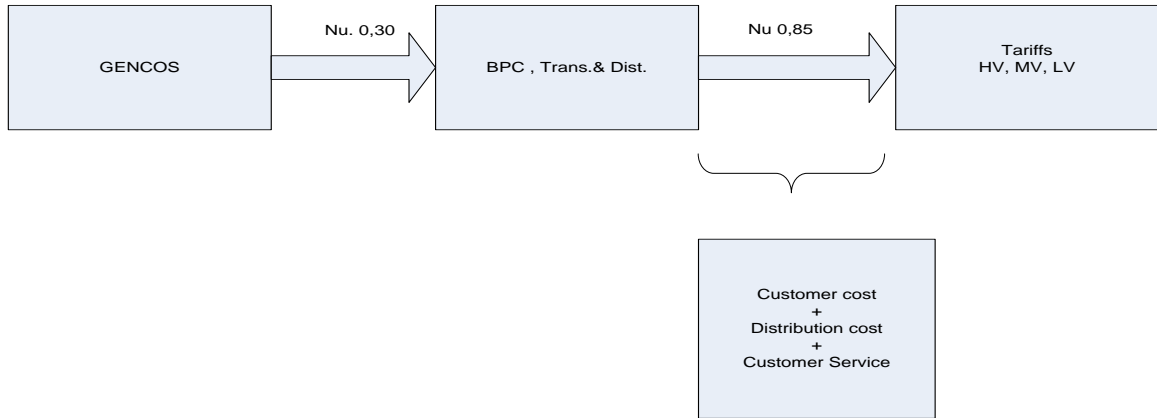 Nu. 0,30
Nu 0,85
GENCOS
BPC , Trans.& Dist.
Tariffs
HV, MV, LV
Customer cost
+
Distribution cost
+
Customer Service